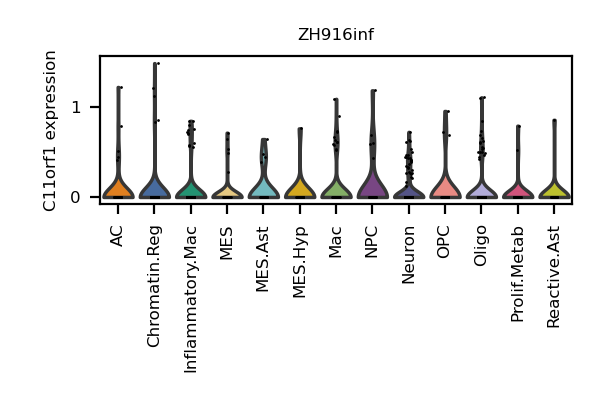 ZH916inf
C11orf1 expression
1
0
AC
Chromatin.Reg
Inflammatory.Mac
MES
MES.Ast
MES.Hyp
Mac
NPC
Neuron
OPC
Oligo
Prolif.Metab
Reactive.Ast